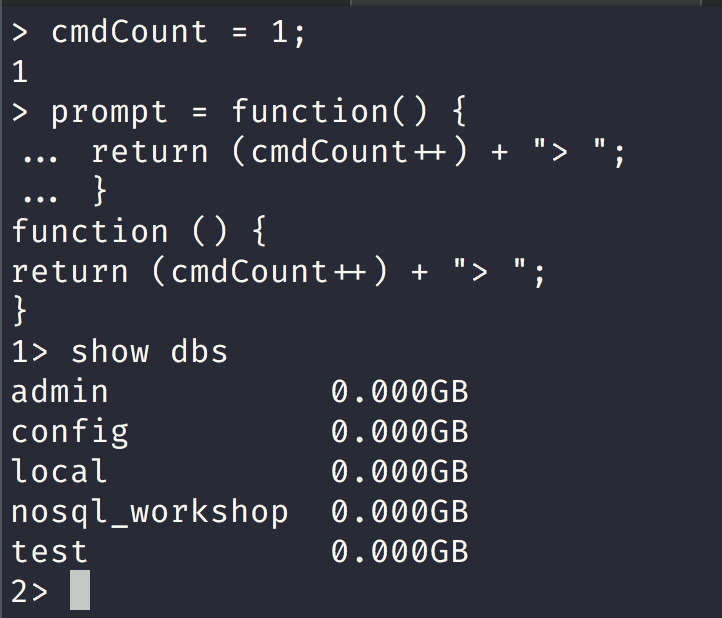 > cmdCount = 1;
1
> prompt = function() {
... return (cmdCount++) + "> ";
... }
function () {
return (cmdCount++) + "> ";
}
1> show dbs
admin           0.000GB
config          0.000GB
local           0.000GB
nosql_workshop  0.000GB
test            0.000GB
2>